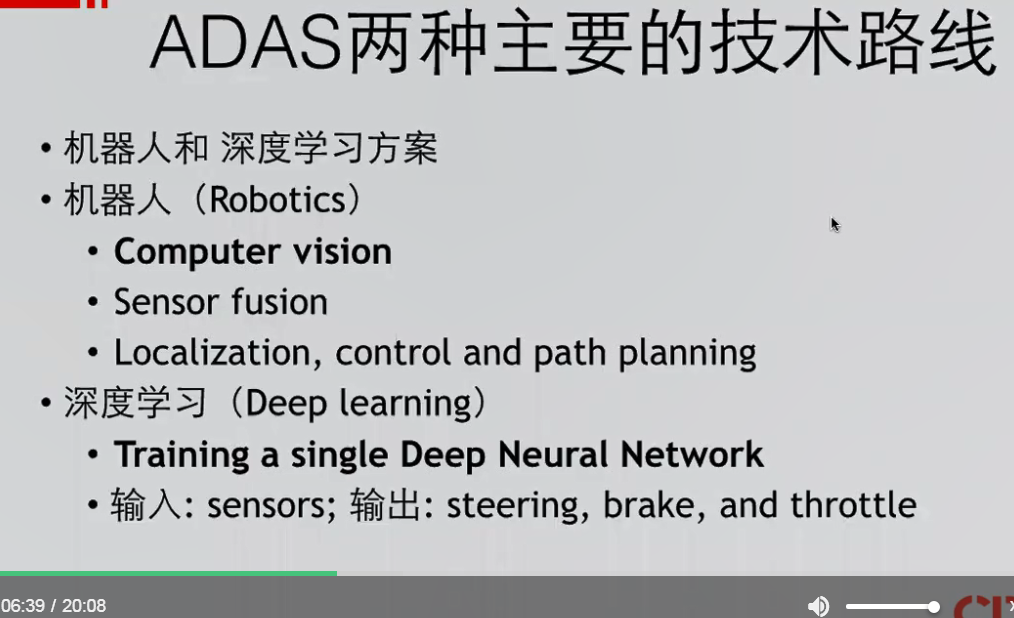 ADAS两种主要的技术路线
• 机器人和 深度学习方案
• 机器人（Robotics）
• Computer vision
• Sensor fusion
• Localization, control and path planning
• 深度学习（Deep learning）
• Training a single Deep Neural Network
• 输入: sensors; 输出: steering, brake, and throttle
06:39 / 20:08